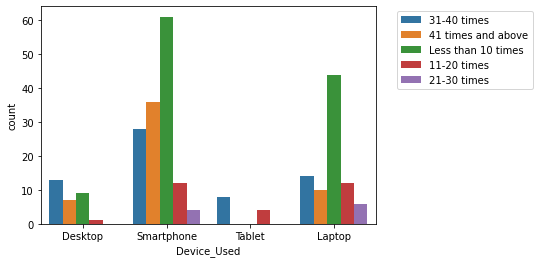 60
50
40
30
20
10
0
count
Desktop
Smartphone
Tablet
Laptop
Device_Used
31-40 times
41 times and above
Less than 10 times
11-20 times
21-30 times